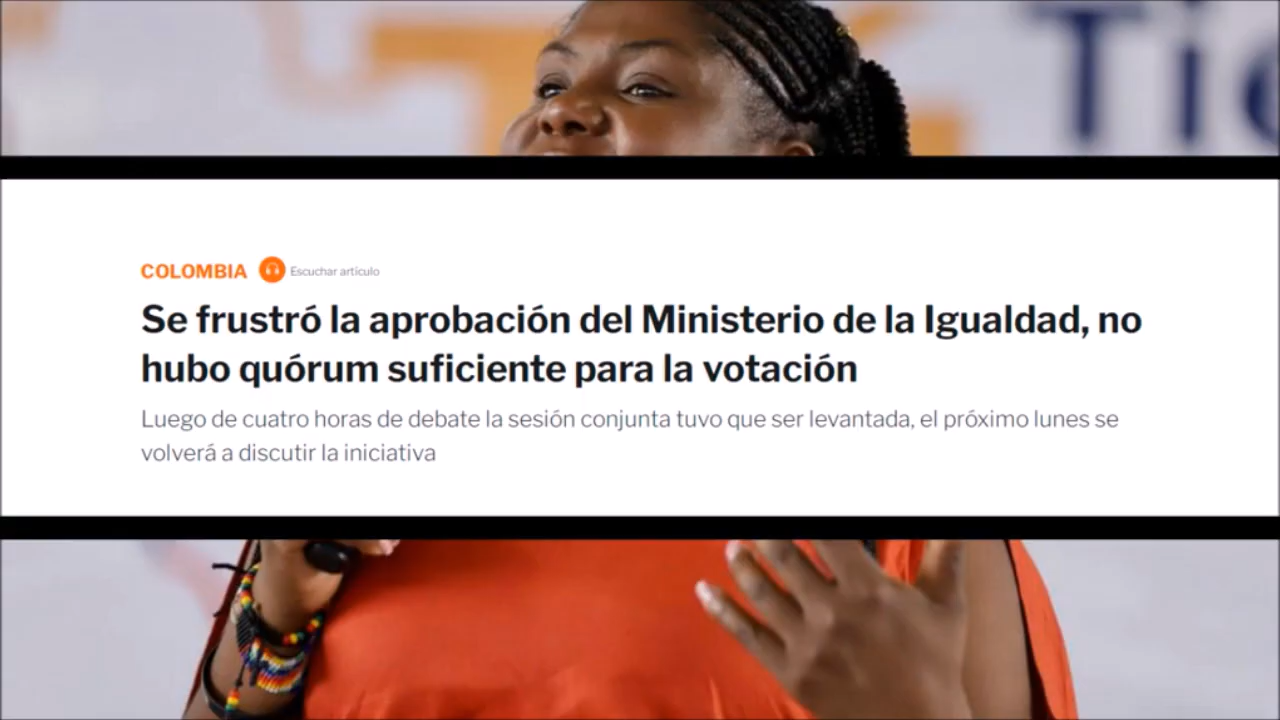 Tie
COLOMBIA Escuchar artículo
Se frustró la aprobación del Ministerio de la Igualdad, no
hubo quórum suficiente para la votación
Luego de cuatro horas de debate la sesión conjunta tuvo que ser levantada, el próximo lunes se
volverá a discutir la iniciativa